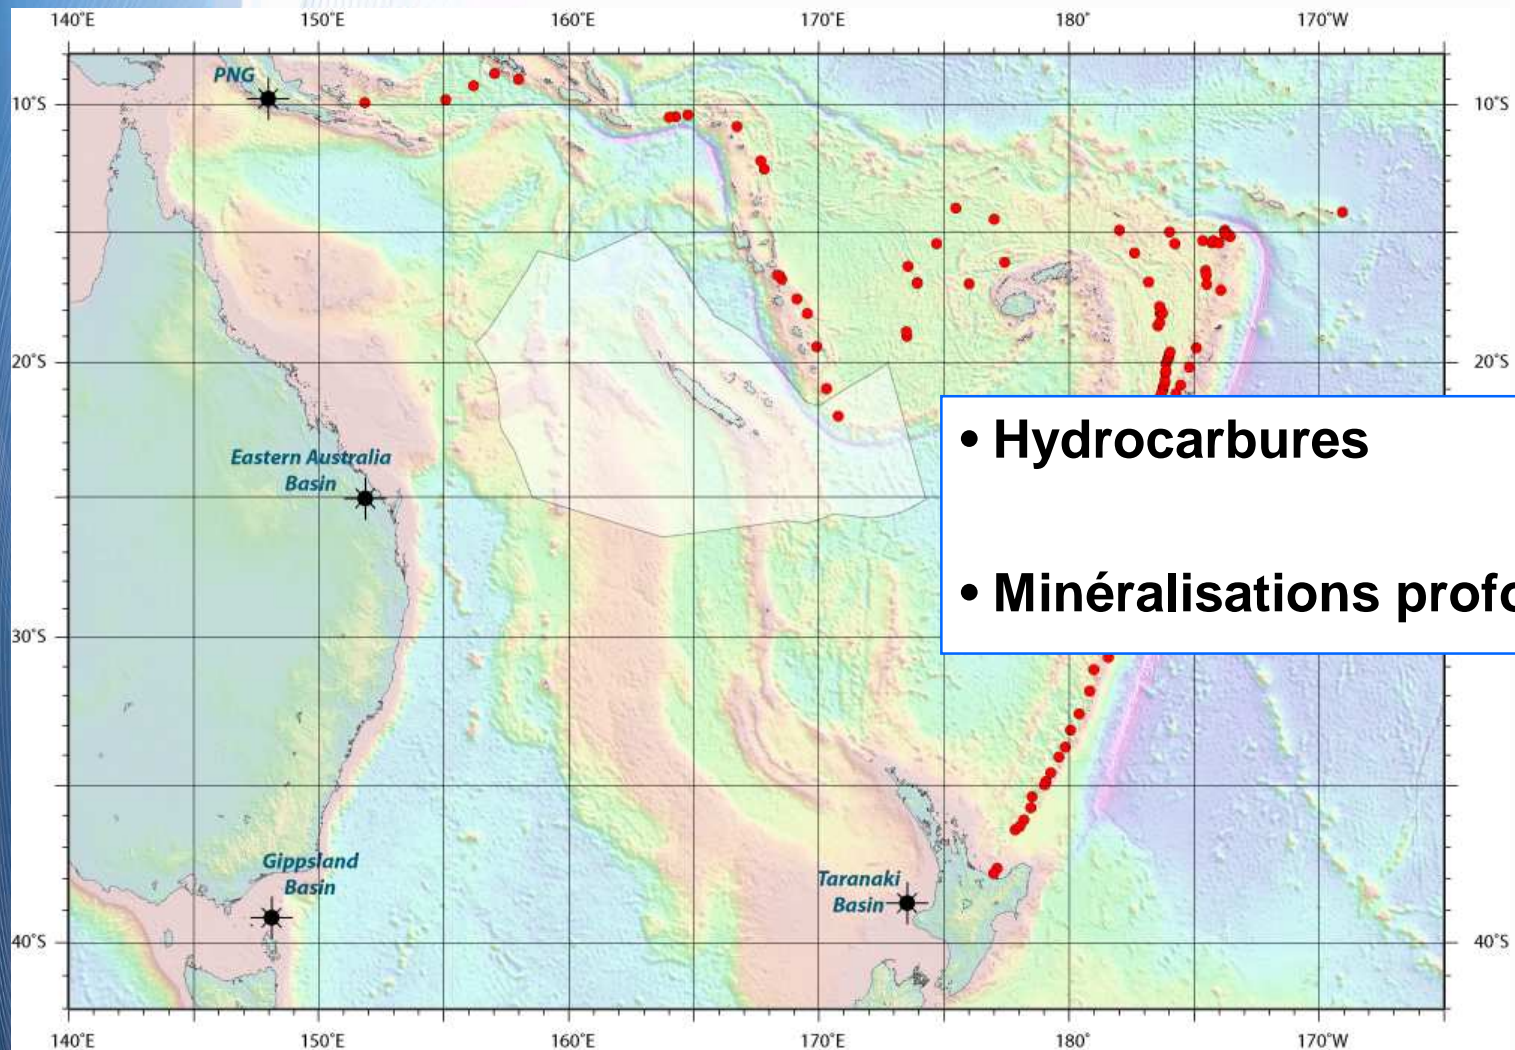 140°E 150°E 160°E 170°E 180° 170°W
PNG
10°S 10°S
20°S 20°S
• Hydrocarbures
Eastern Australia
Basin
• Minéralisations
30°S
Gippsland
Basin
Taranaki
Basin
40°S 40°S
140°E 150°E 160°E 170°E 180° 170°W